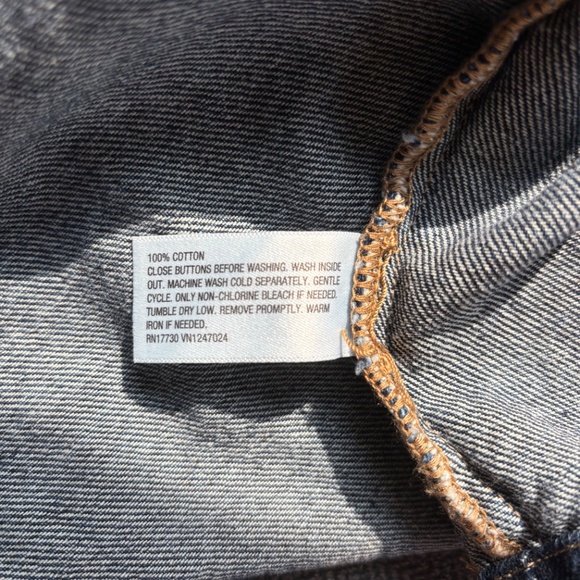 100% COTTON
CLOSE BUTTONS BEFORE WASHING. WASH INSIDE
OUT. MACHINE WASH COLD SEPARATELY. GENTLE
CYCLE. ONLY NON-CHLORINE BLEACH IF NEEDED.
TUMBLE DRY LOW. REMOVE PROMPTLY. WARM
IRON IF NEEDED.
RN17730 VN1247024